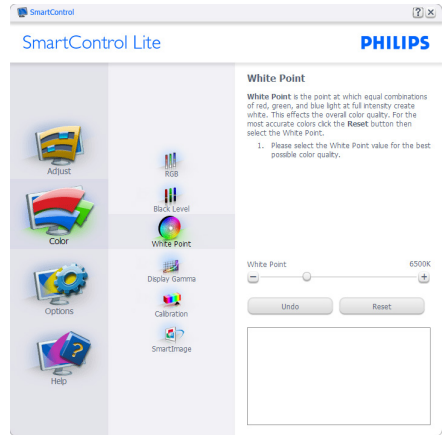 SmartControl
SmartControl Lite
PHILIPS
Adjust
Color
Options
Help
RGB
Black Level
White Point
Display Gamma
Calibration
SmartImage
White Point
White Point is the point at which equal combinations
of red, green, and blue light at full intensity create
white. This effects the overall color quality. For the
most accurate colors click the Reset button then
select the White Point.
1. Please select the White Point value for the best
possible color quality.
White Point 6500K
Undo Reset